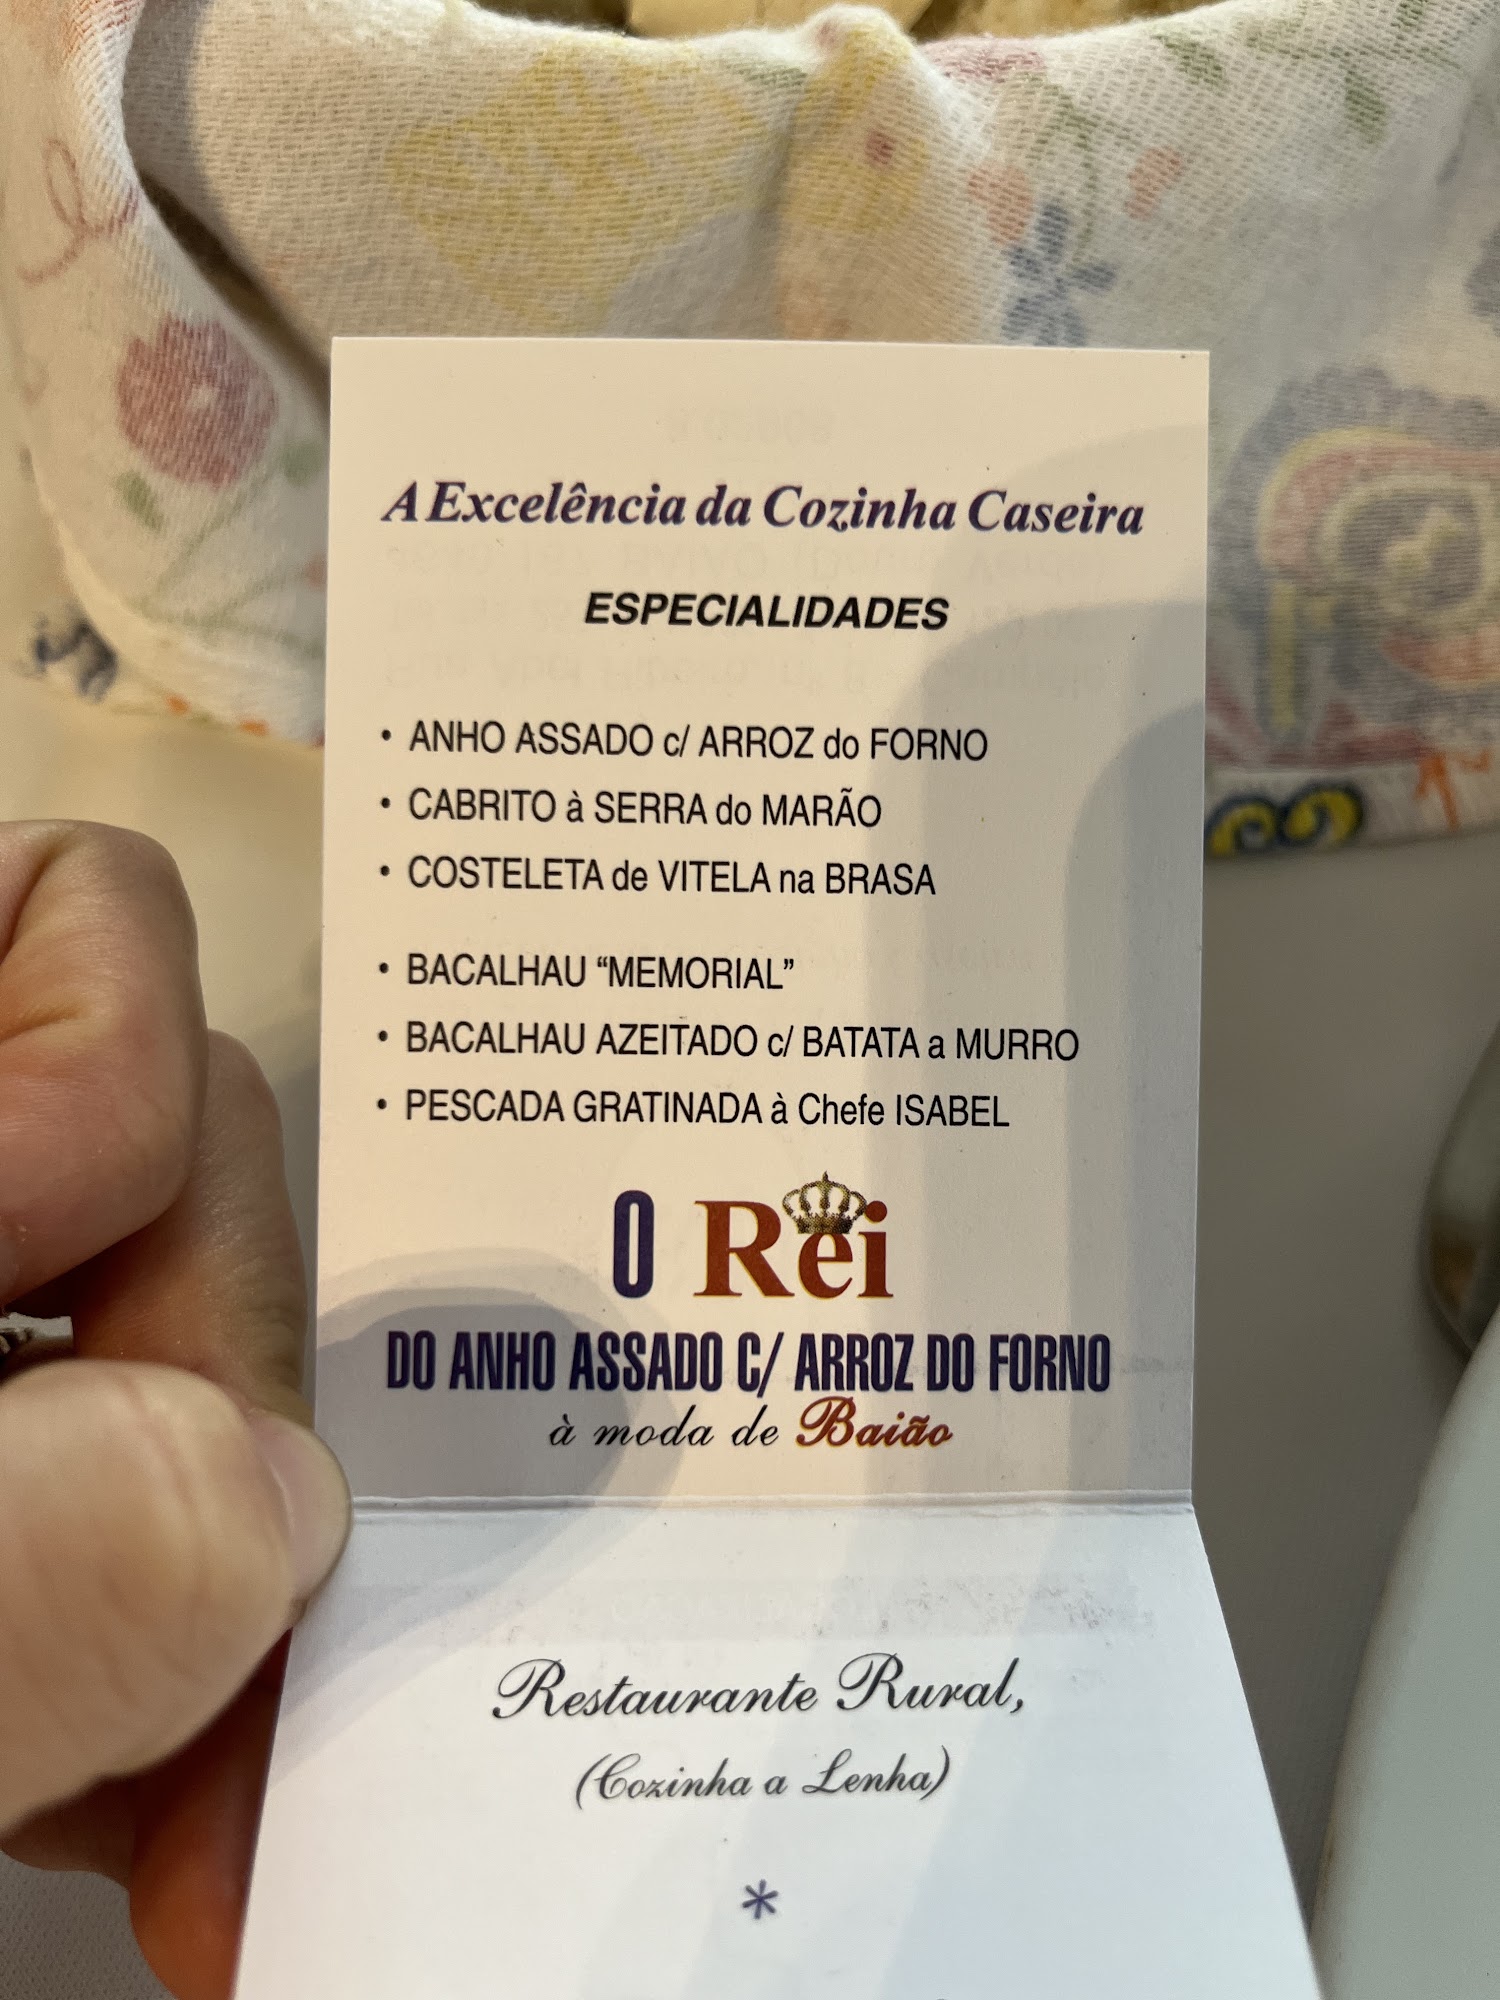 A Excelência da Cozinha Caseira
ESPECIALIDADES
• ANHO ASSADO c/ ARROZ do FORNO
• CABRITO à SERRA do MARÃO
• COSTELETA de VITELA na BRASA
• BACALHAU “MEMORIAL”
• BACALHAU AZEITADO c/ BATATA a MURRO
• PESCADA GRATINADA à Chefe ISABEL
O Rei
DO ANHO ASSADO C/ ARROZ DO FORNO
à moda de Baião
Restaurante Rural,
(Cozinha a Lenha)
*